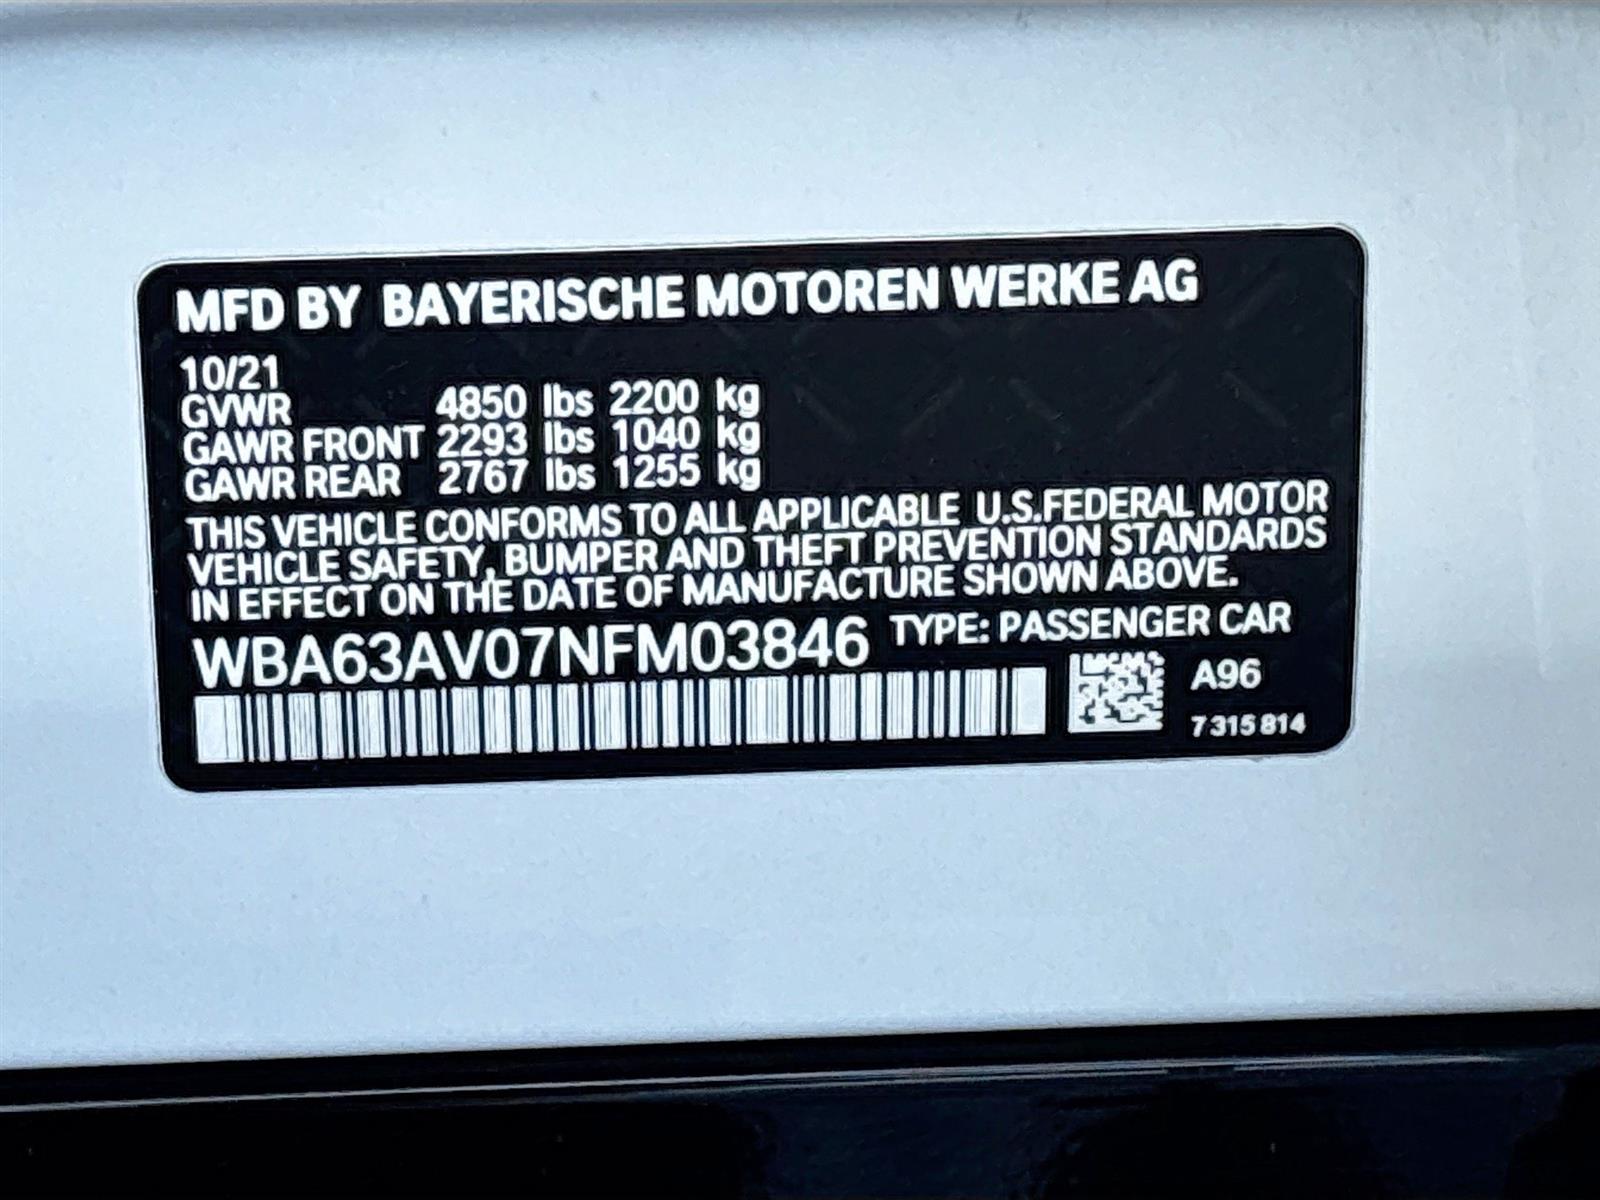 MFD BY BAYERISCHE MOTOREN WERKE AG
10/21
GVWR 4850 lbs 2200 kg
GAWR FRONT 2293 lbs 1040 kg
GAWR REAR 2767 lbs 1255 kg
THIS VEHICLE CONFORMS TO ALL APPLICABLE U.S.FEDERAL MOTOR
VEHICLE SAFETY, BUMPER AND THEFT PREVENTION STANDARDS
IN EFFECT ON THE DATE OF MANUFACTURE SHOWN ABOVE.
WBA63AV07NFM03846 TYPE: PASSENGER CAR
A96
7 315 814